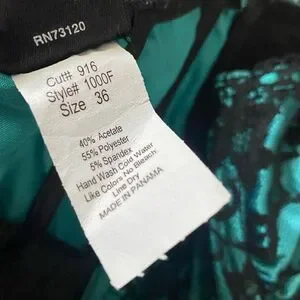 RN73120
Cut# 916
Style# 1000F
Size 36
40% Acetate
55% Polyester
5% Spandex
Hand Wash Cold Water
Like Colors No Bleach
Line Dry
MADE IN PANAMA